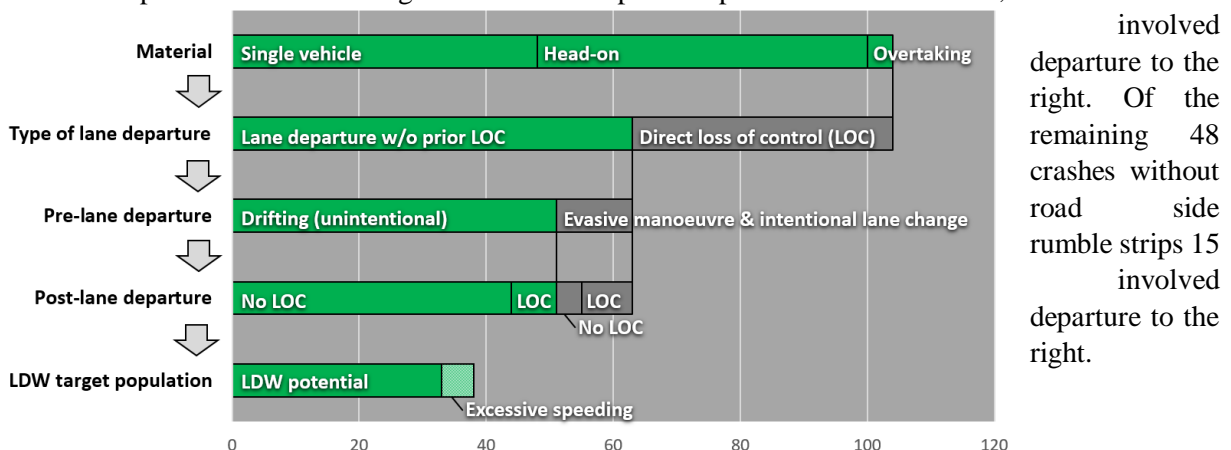 involved
Material Single vehicle Head-on Overtaking
departure to the
right. Of the
Type of lane departure Lane departure w/o prior LOC Direct loss of control (LOC)
remaining 48
crashes without
Pre-lane departure Drifting (unintentional) Evasive manoeuvre & intentional lane change
road side
rumble strips 15
Post-lane departure No LOC LOC LOC
involved
No LOC
departure to the
right.
LDW target population LDW potential
Excessive speeding
0 20 40 60 80 100 120